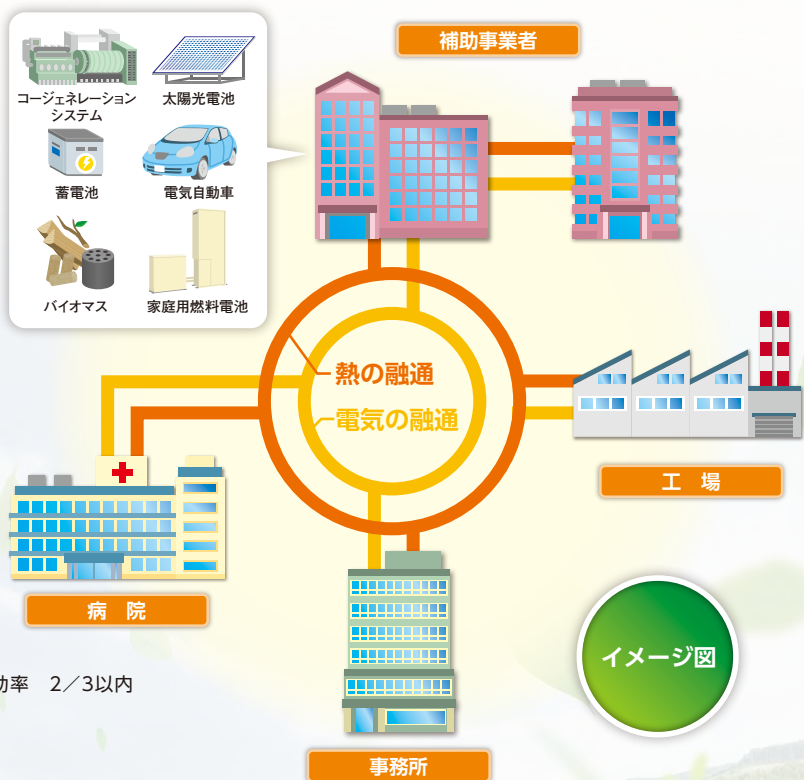 補助事業者
コージェネレーション
システム
太陽光電池
蓄電池
電気自動車
バイオマス
家庭用燃料電池
熱の融通
電気の融通
工 場
病 院
イメージ図
率 2/3以内
事務所